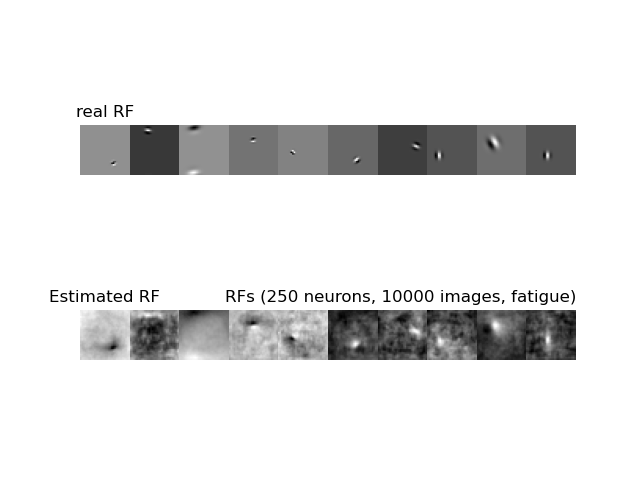 real RF
Estimated RF
RFs (250 neurons, 10000 images, fatigue)